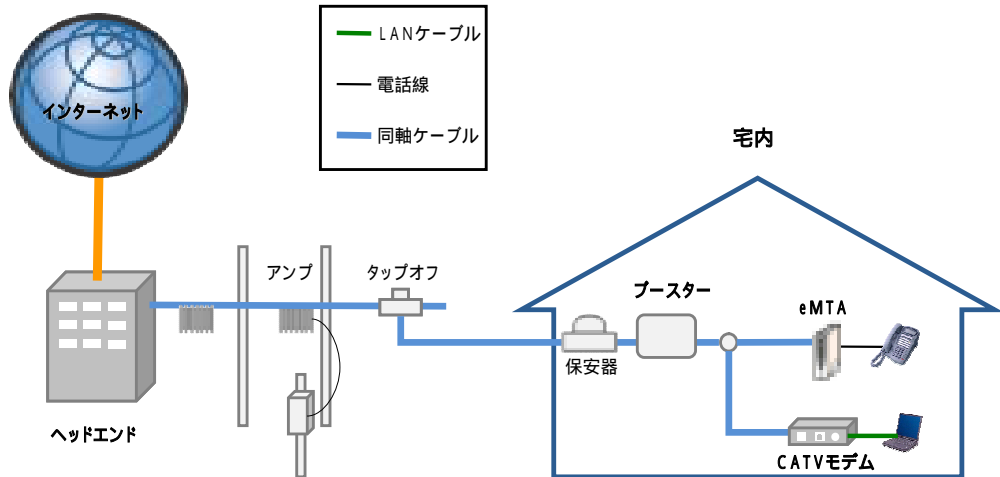 インターネット
LANケーブル
電話線
同軸ケーブル
宅内
アンプ
タップオフ
ブースター
eMTA
保安器
ヘッドエンド
CATVモデム